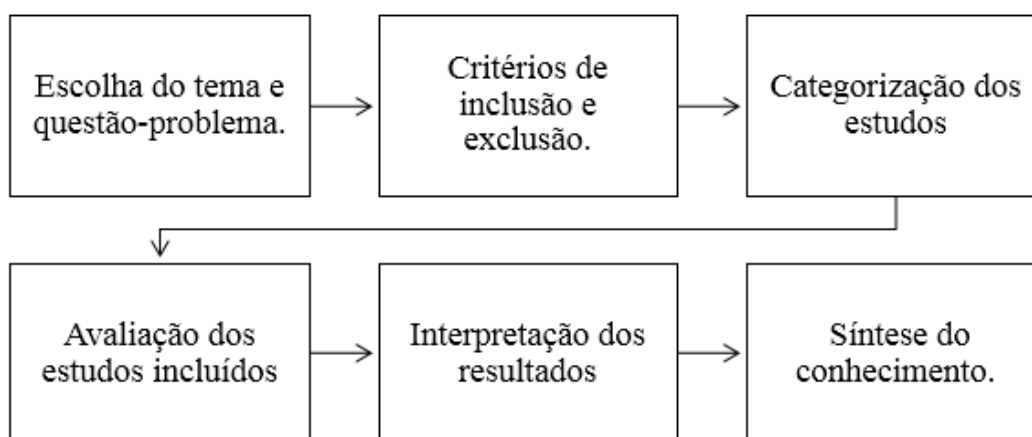 Escolha do tema e
questão-problema.
Critérios de
inclusão e
exclusão.
Categorização dos
estudos
Avaliação dos
estudos incluídos
Interpretação dos
resultados
Síntese do
conhecimento.